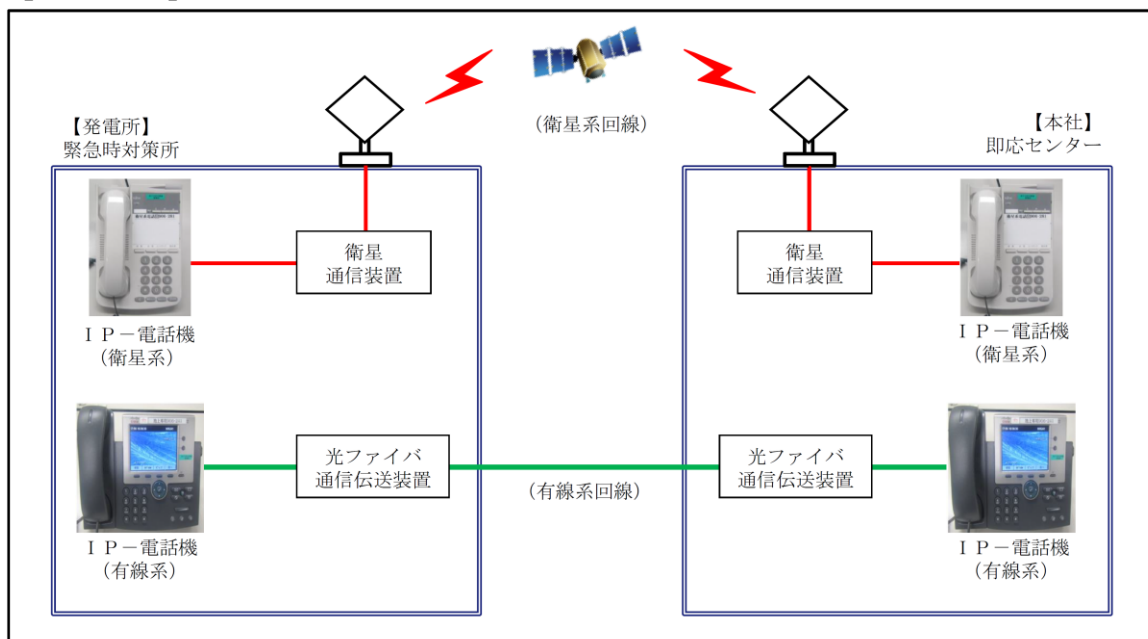 (衛星系回線)
【発電所】
緊急時対策所
【本社】
即応センター
衛星
通信装置
衛星
通信装置
ＩＰ－電話機
(衛星系)
ＩＰ－電話機
(衛星系)
光ファイバ
通信伝送装置
(有線系回線)
光ファイバ
通信伝送装置
ＩＰ－電話機
(有線系)
ＩＰ－電話機
(有線系)